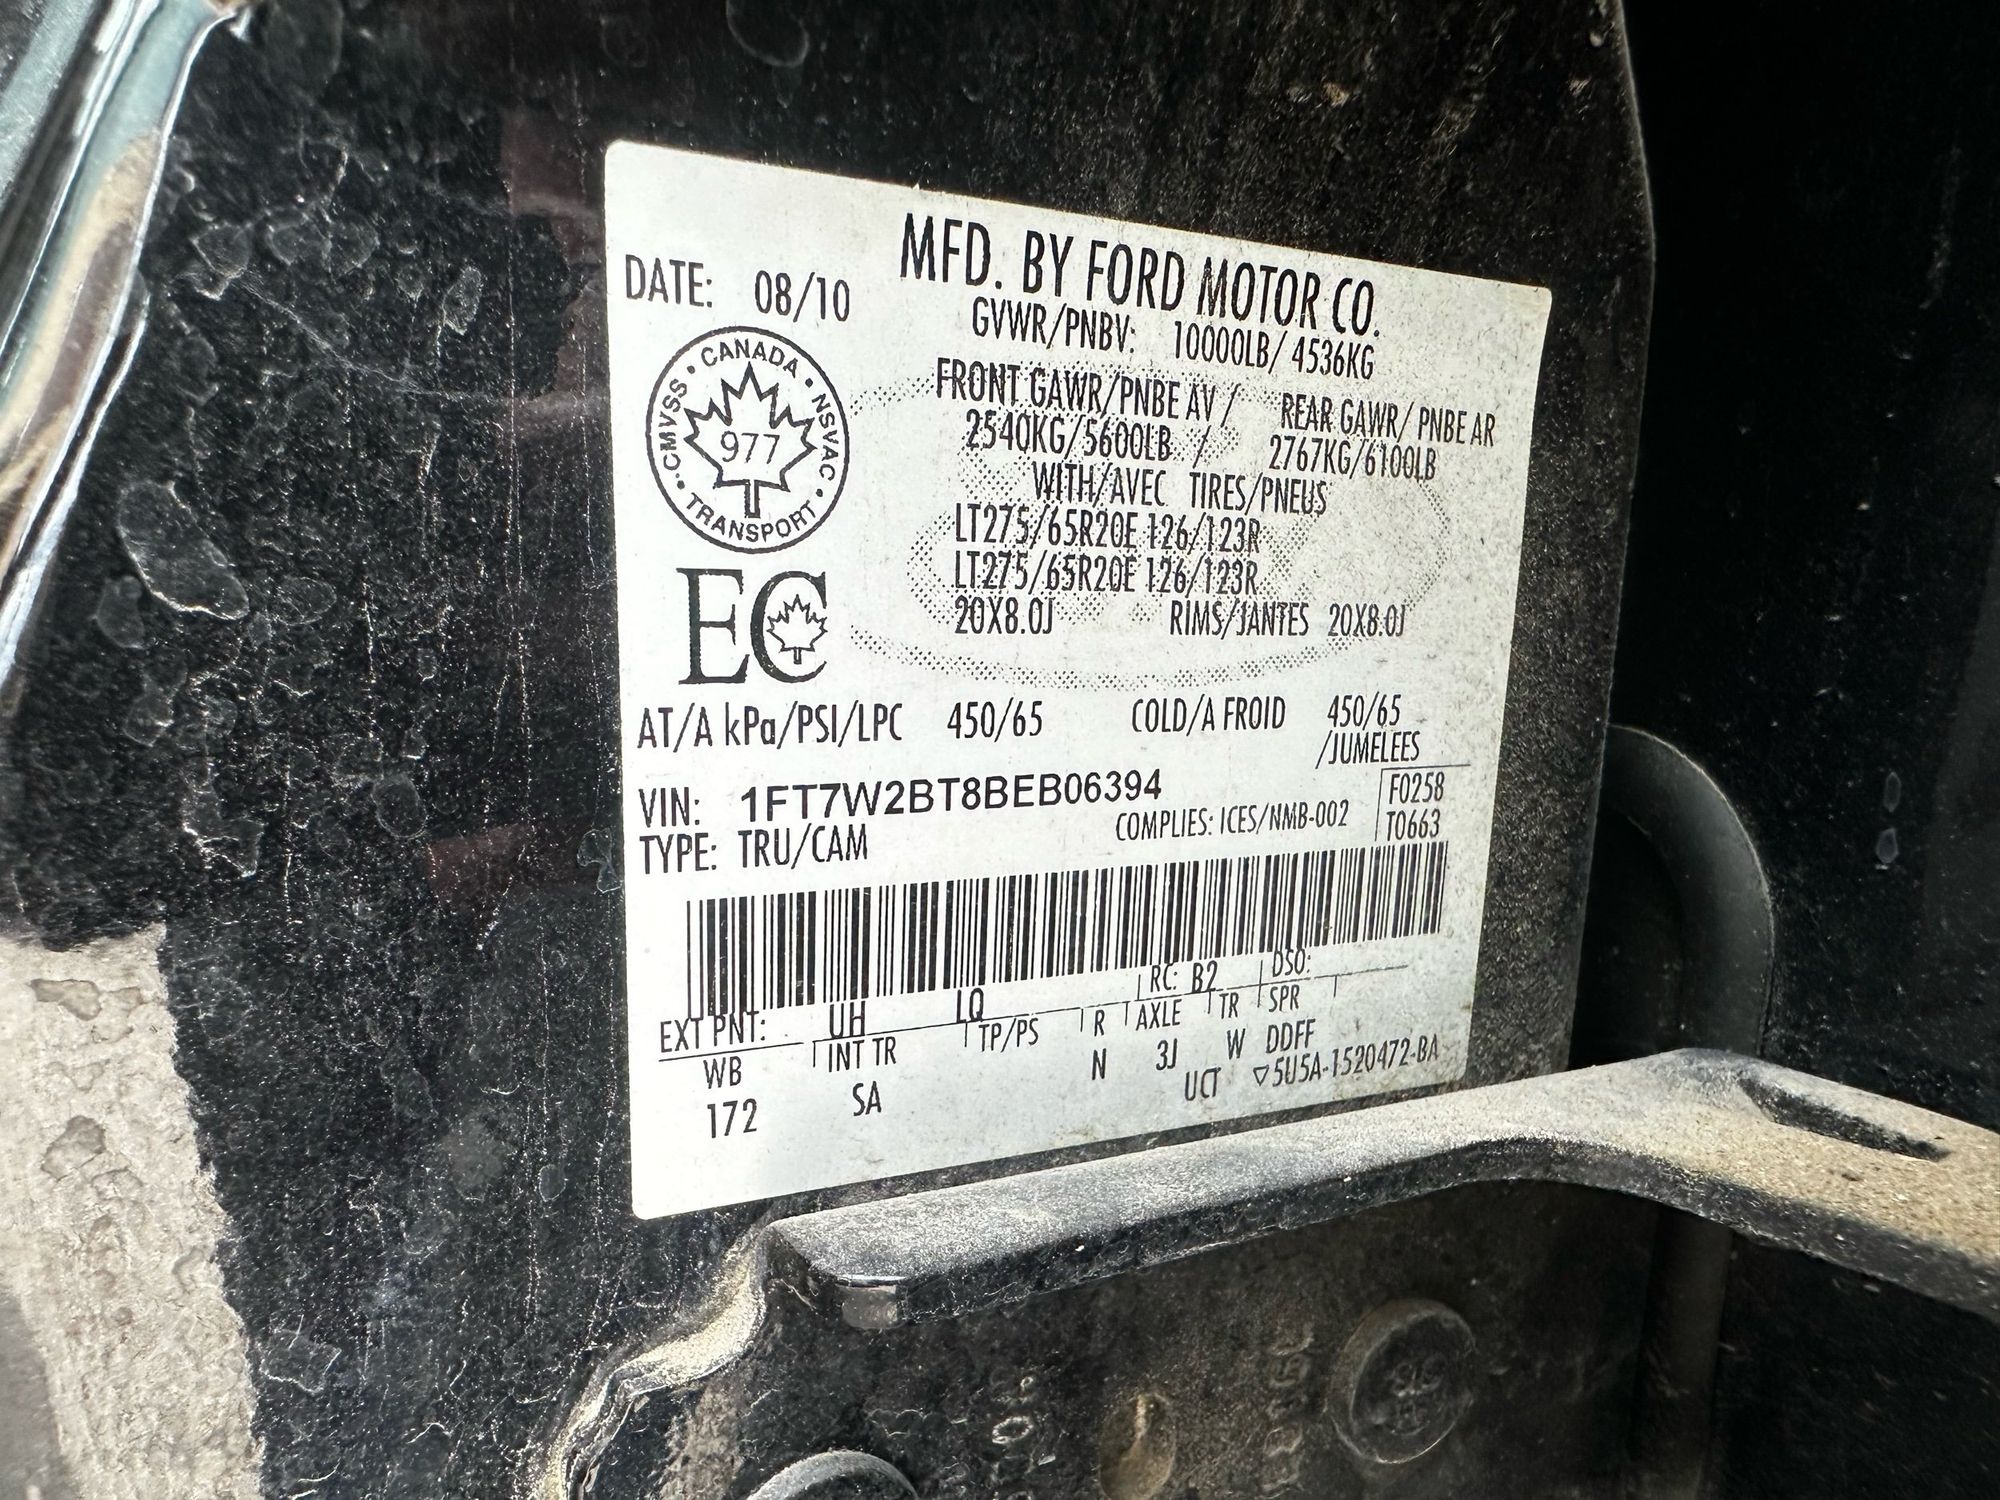 MFD. BY FORD MOTOR CO.
DATE: 08/10
GVWR/PNBV: 10000LB/ 4536KG
CANADA
CMVSS
NSVAC
977
TRANSPORT
FRONT GAWR/PNBE AV / REAR GAWR/ PNBE AR
2540KG/5600LB / 2767KG/6100LB
WITH/AVEC TIRES/PNEUS
LT275/65R20E 126/123R
LT275/65R20E 126/123R
20X8.0J RIMS/JANTES 20X8.0J
EC
AT/A kPa/PSI/LPC 450/65 COLD/A FROID 450/65
/JUMELEES
VIN: 1FT7W2BT8BEB06394
F0258
TYPE: TRU/CAM COMPLIES: ICES/NMB-002 T0663
EXT PNT: UH LQ RC: B2 DSO:
WB INT TR TP/PS R AXLE TR SPR
172 SA N 3J W DDFF
UCT ▽5U5A-1520472-BA